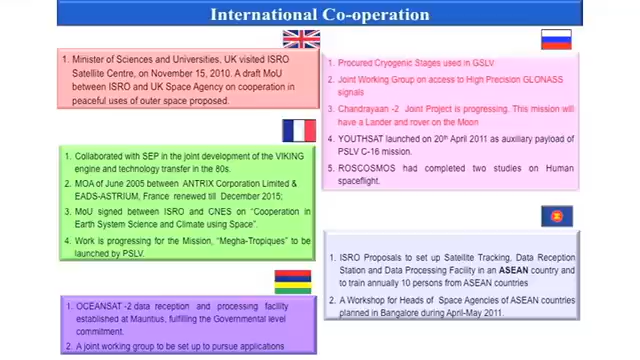 International Co-operation
1. Minister of Sciences and Universities, UK visited ISRO
Satellite Centre, on November 15, 2010. A draft MoU
between ISRO and UK Space Agency on cooperation in
peaceful uses of outer space proposed.
1. Collaborated with SEP in the joint development of the VIKING
engine and technology transfer in the 80s.
2. MOA of June 2005 between ANTRIX Corporation Limited &
EADS-ASTRIUM, France renewed till December 2015;
3. MoU signed between ISRO and CNES on "Cooperation in
Earth System Science and Climate using Space".
4. Work is progressing for the Mission, "Megha-Tropiques" to be
launched by PSLV.
1. OCEANSAT -2 data reception and processing facility
established at Mauritius, fulfilling the Governmental level
commitment.
2. A joint working group to be set up to pursue applications
1. Procured Cryogenic Stages used in GSLV
2. Joint Working Group on access to High Precision GLONASS
signals
3. Chandrayaan -2 Joint Project is progressing. This mission will
have a Lander and rover on the Moon
4. YOUTHSAT launched on 20th April 2011 as auxiliary payload of
PSLV C-16 mission.
5. ROSCOSMOS had completed two studies on Human
spaceflight.
1. ISRO Proposals to set up Satellite Tracking, Data Reception
Station and Data Processing Facility in an ASEAN country and
to train annually 10 persons from ASEAN countries
2. A Workshop for Heads of Space Agencies of ASEAN countries
planned in Bangalore during April-May 2011.